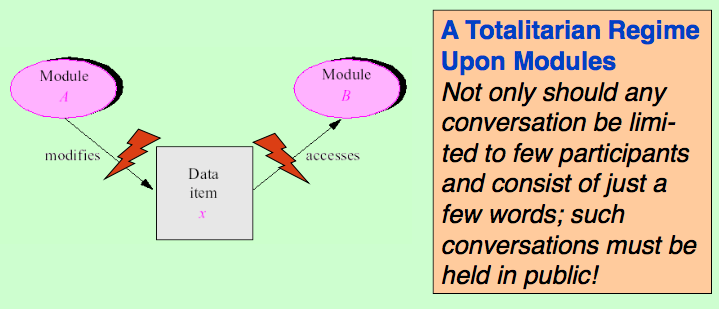 Module
A
Module
B
modifies
accesses
Data
item
x
A Totalitarian Regime
Upon Modules
Not only should any
conversation be limi-
ted to few participants
and consist of just a
few words; such
conversations must be
held in public!